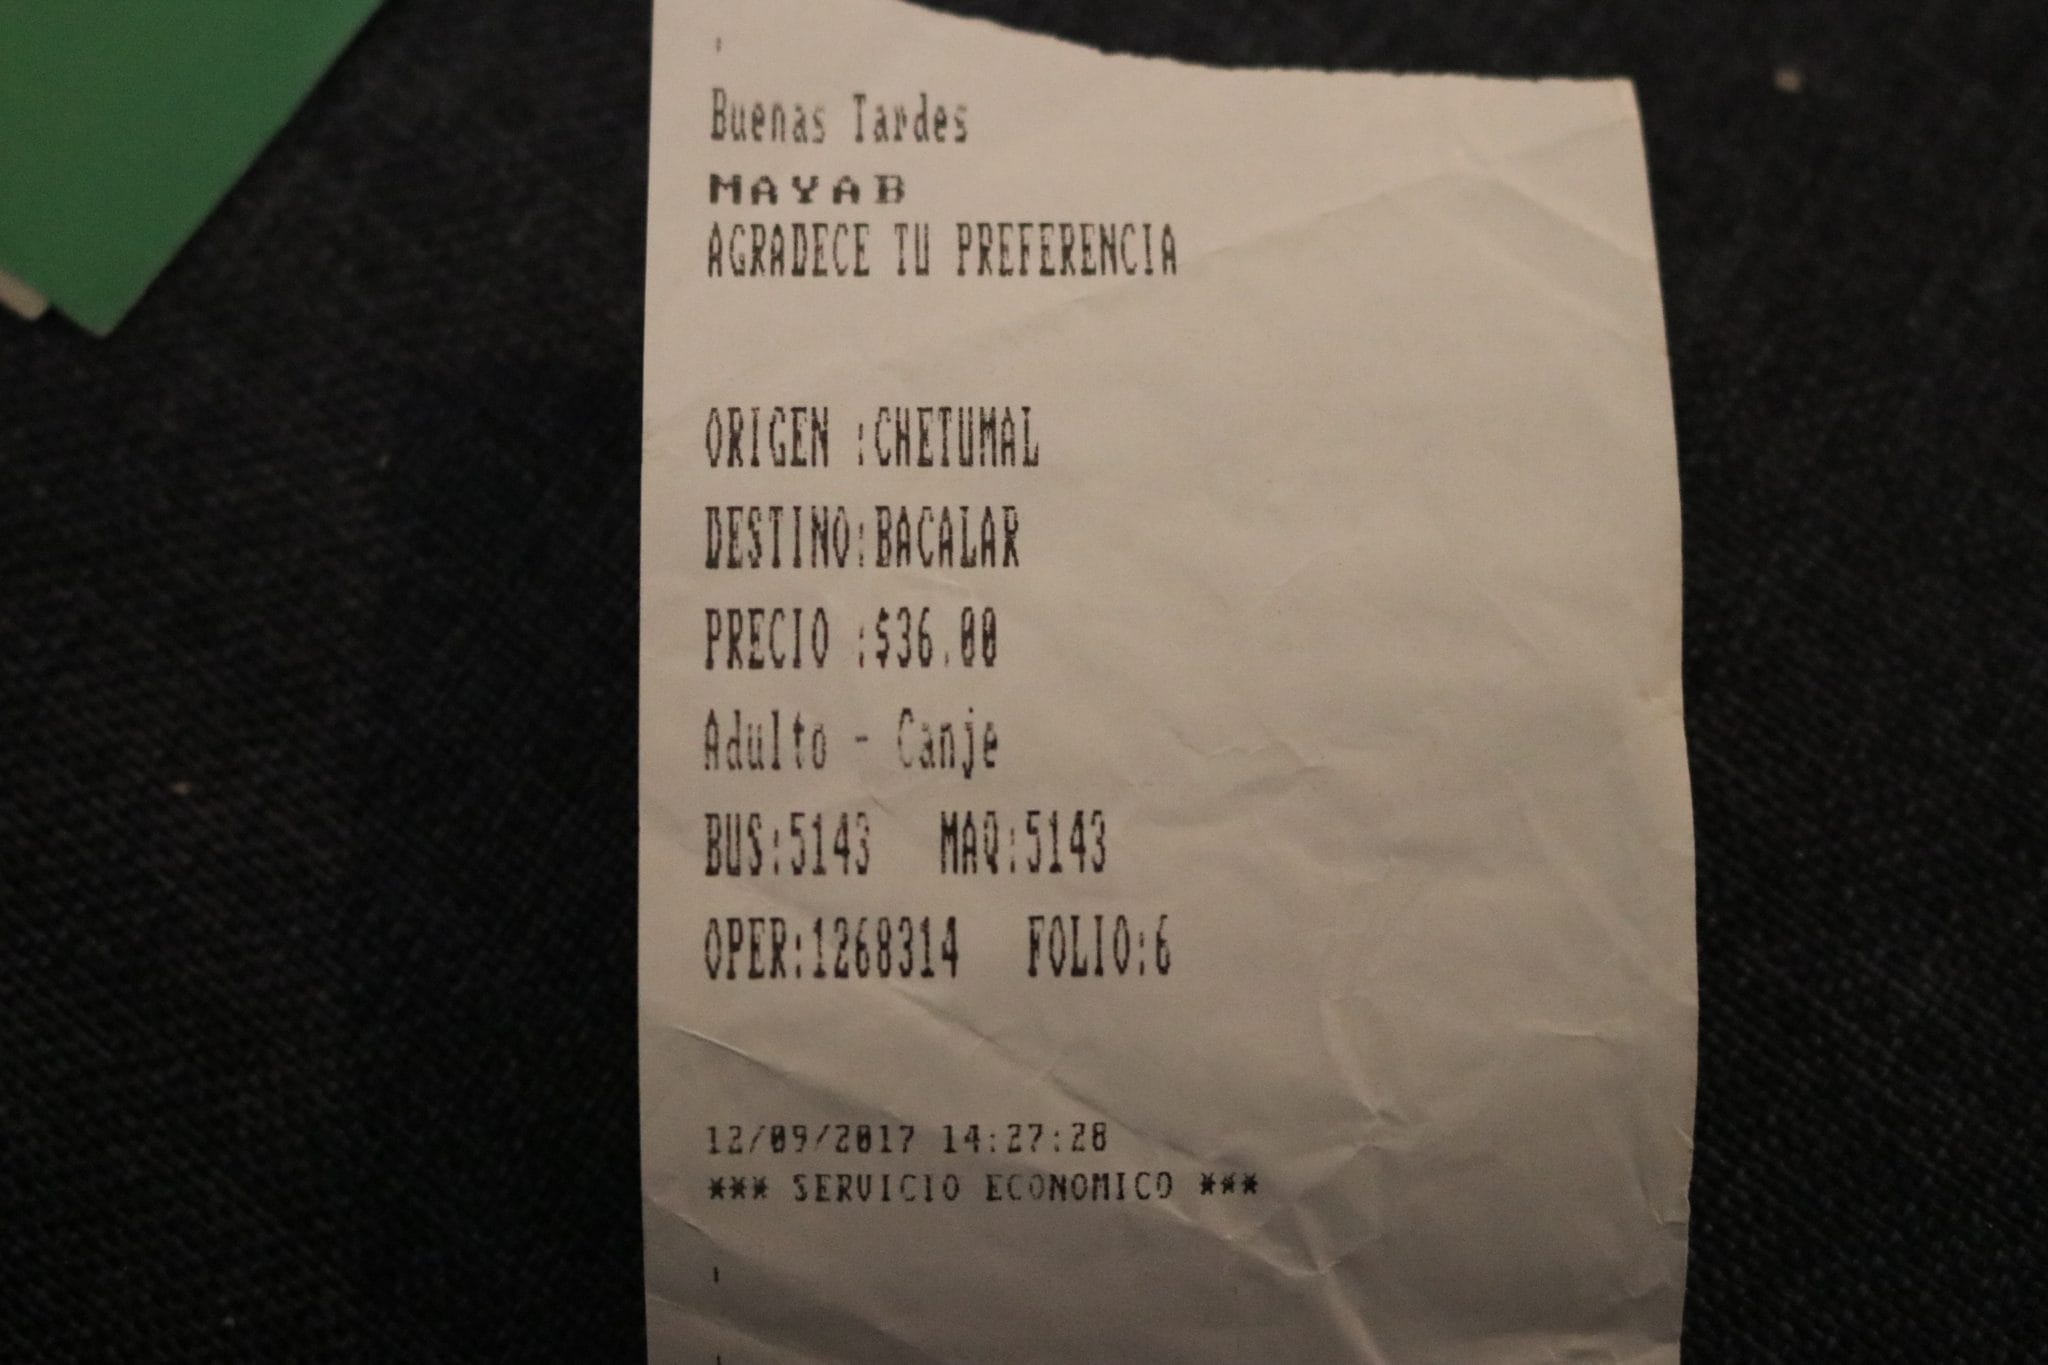 Buenas Tardes
MAYAB
AGRADECE TU PREFERENCIA
ORIGEN :CHETUMAL
DESTINO:BACALAR
PRECIO :$36.00
Adulto - Canje
BUS:5143 MAQ:5143
OPER:1268314 FOLIO:6
12/09/2017 14:27:28
*** SERVICIO ECONOMICO ***